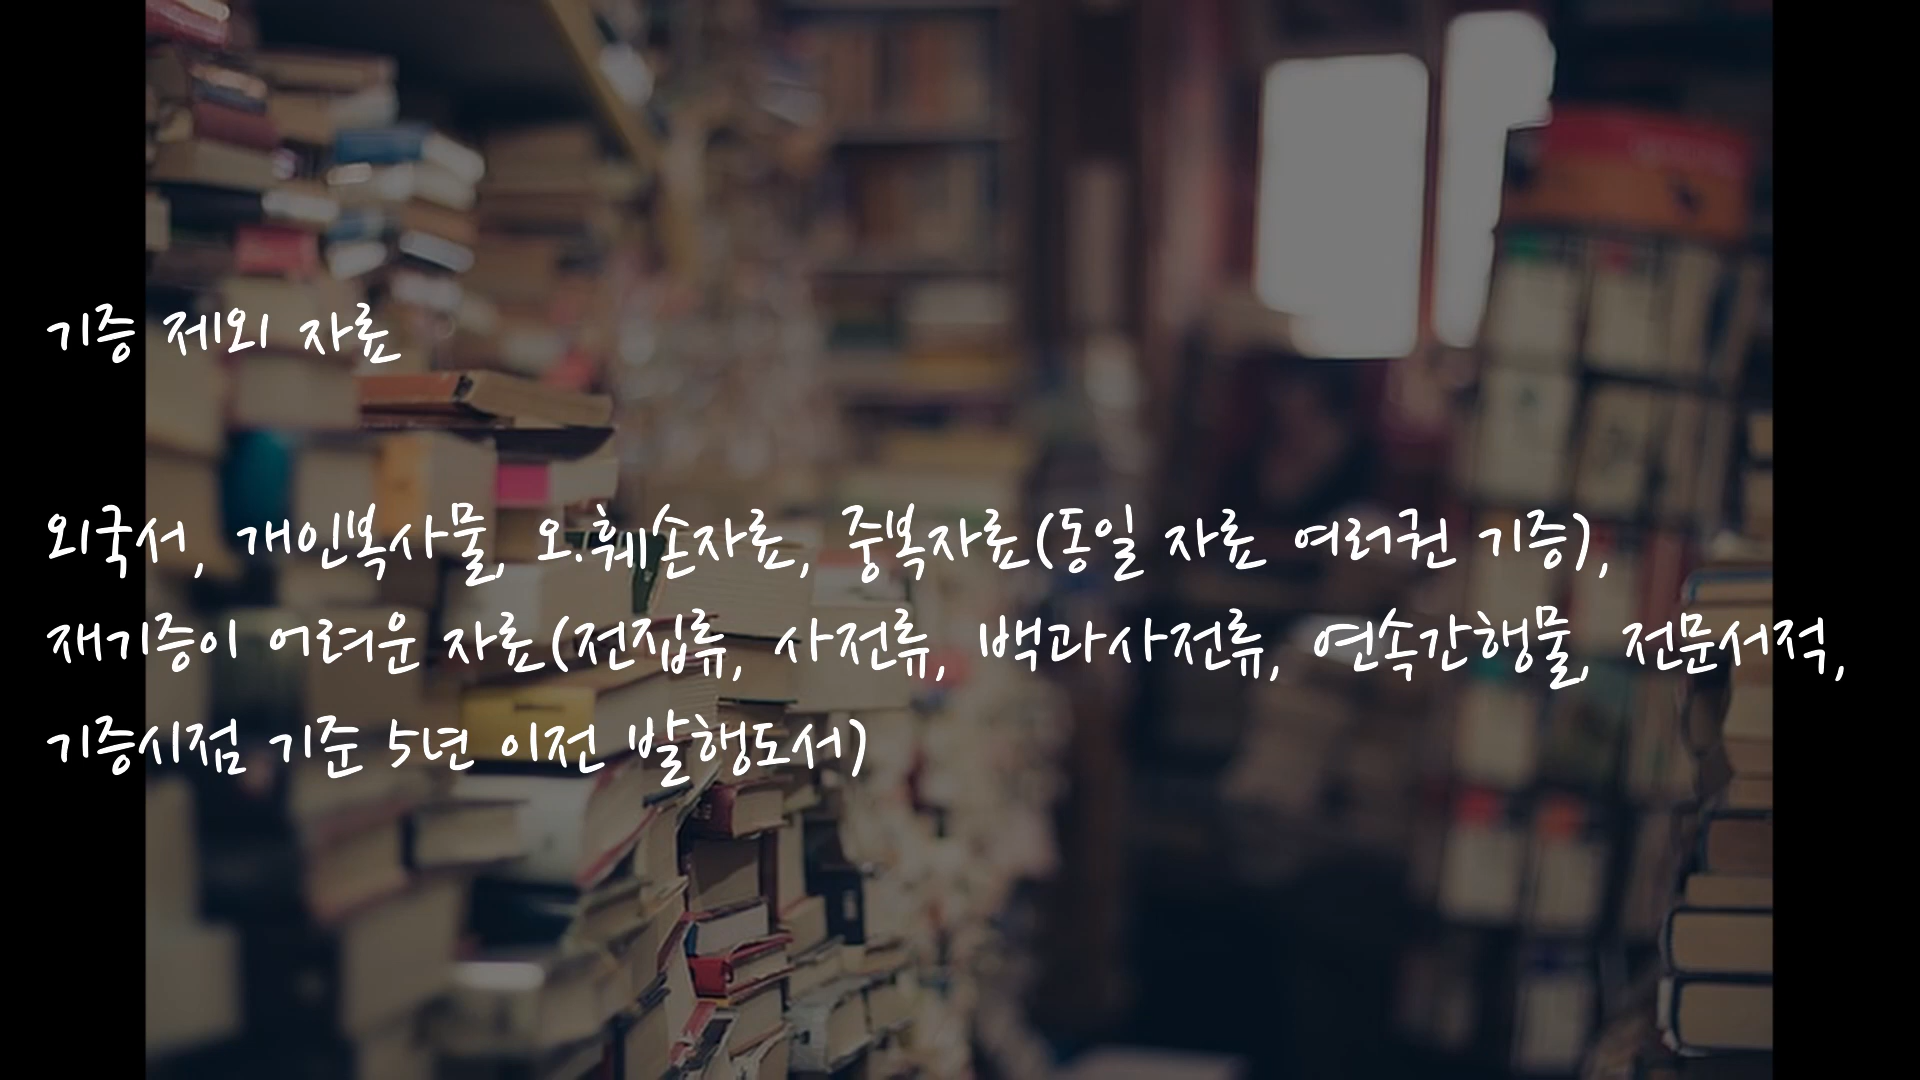 기증 제외 자료
외국서, 개인복사물, 오.훼손자료, 중복자료(동일 자료 여러권 기증),
재기증이 어려운 자료(전집류, 사전류, 백과사전류, 연속간행물, 전문서적,
기증시점 기준 5년 이전 발행도서)